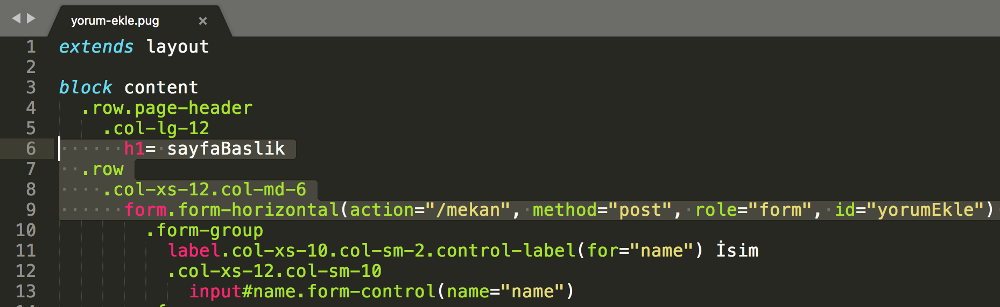 yorum-ekle.pug ×
1 extends layout
2
3 block content
4 .row.page-header
5 .col-lg-12
6 h1= sayfaBaslik
7 .row
8 .col-xs-12.col-md-6
9 form.form-horizontal(action="/mekan", method="post", role="form", id="yorumEkle")
10 .form-group
11 label.col-xs-10.col-sm-2.control-label(for="name") İsim
12 .col-xs-12.col-sm-10
13 input#name.form-control(name="name")